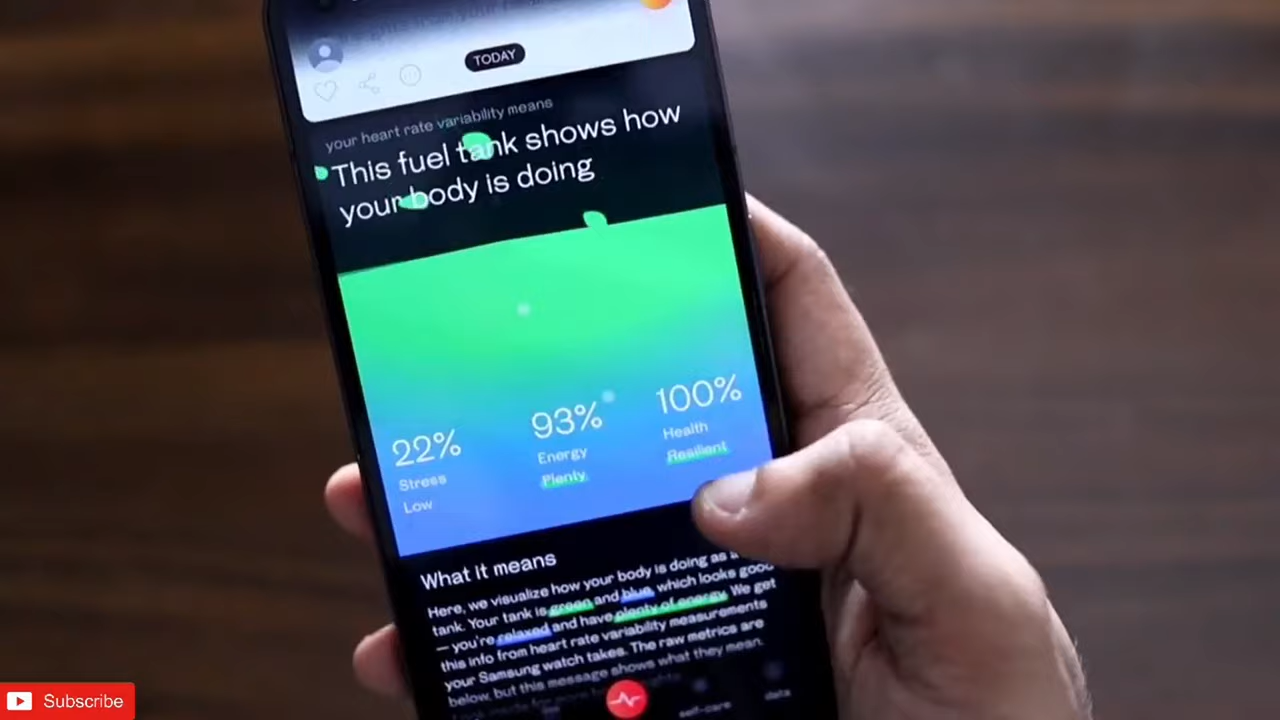 TODAY
your heart rate variability means
This fuel tank shows how
your body is doing
22%
Stress
Low
93%
Energy
Plenty
100%
Health
Resilient
What it means
Here, we visualize how your body is doing as a
tank. Your tank is green and blue, which looks good
— you're relaxed and have plenty of energy. We get
this info from heart rate variability measurements
your Samsung watch takes. The raw metrics are
below, but this message shows what they mean.
self-care
data
Subscribe